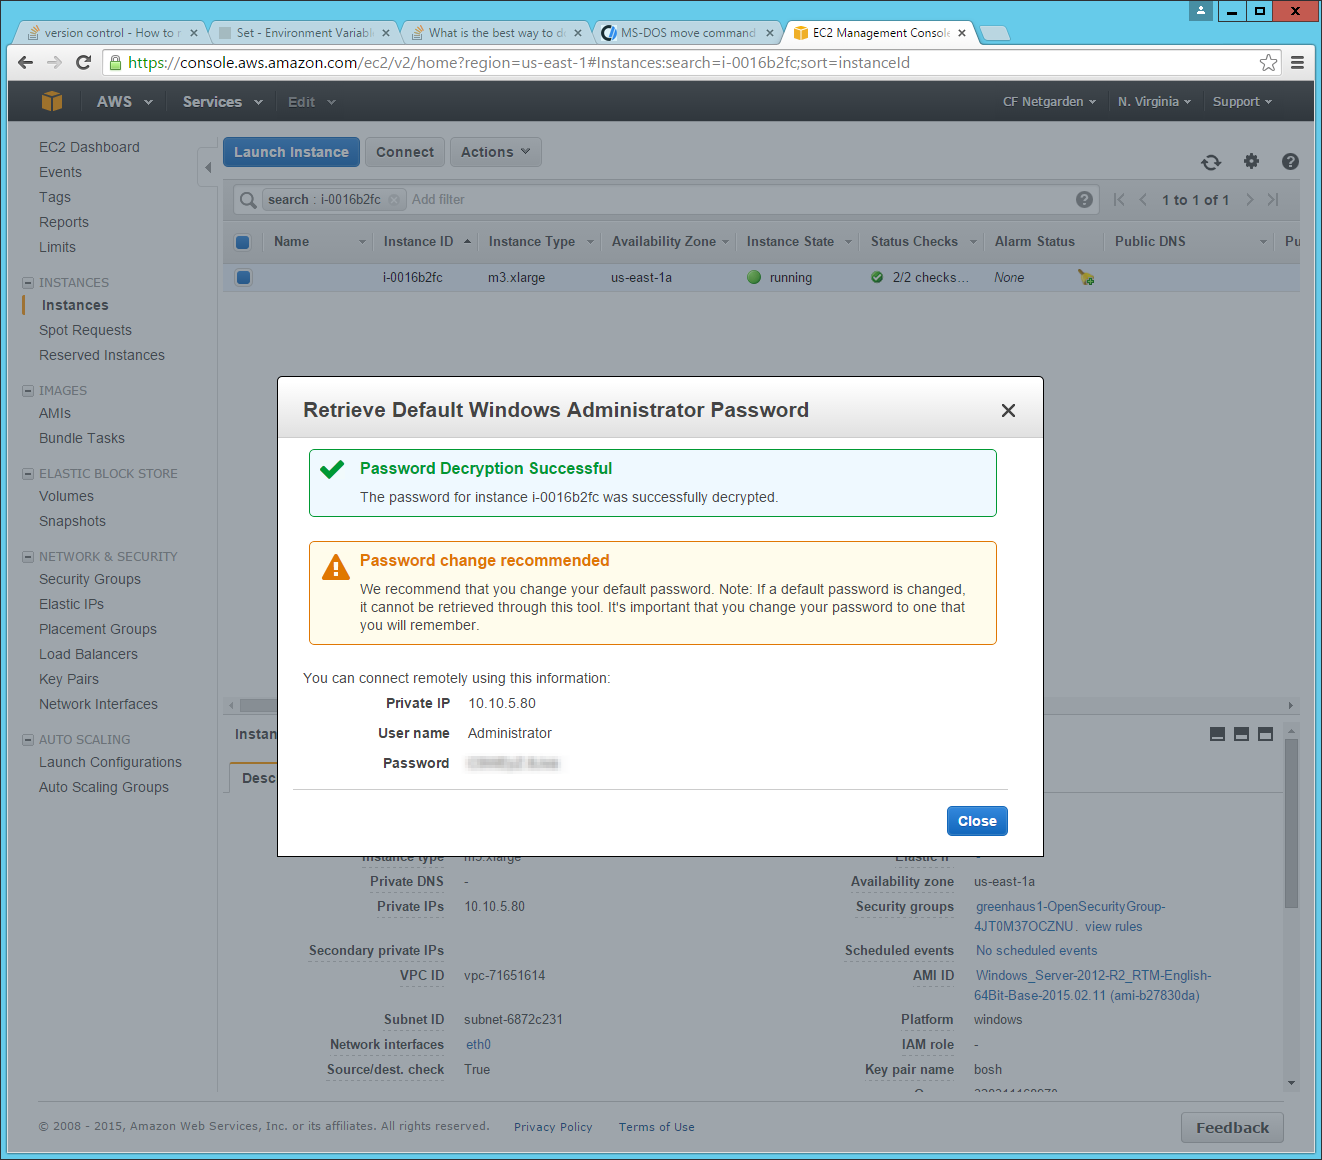 version control - How to r
Set - Environment Variable
What is the best way to d
MS-DOS move command
EC2 Management Console
https://console.aws.amazon.com/ec2/v2/home?region=us-east-1#Instances:search=i-0016b2fc;sort=instanceId
AWS Services Edit CF Netgarden N. Virginia Support
EC2 Dashboard
Events
Tags
Reports
Limits
INSTANCES
Instances
Spot Requests
Reserved Instances
IMAGES
AMIs
Bundle Tasks
ELASTIC BLOCK STORE
Volumes
Snapshots
NETWORK & SECURITY
Security Groups
Elastic IPs
Placement Groups
Load Balancers
Key Pairs
Network Interfaces
AUTO SCALING
Launch Configurations
Auto Scaling Groups
Launch Instance Connect Actions
search : i-0016b2fc Add filter 1 to 1 of 1
Name Instance ID Instance Type Availability Zone Instance State Status Checks Alarm Status Public DNS Pu
i-0016b2fc m3.xlarge us-east-1a running 2/2 checks... None
Retrieve Default Windows Administrator Password
Password Decryption Successful
The password for instance i-0016b2fc was successfully decrypted.
Password change recommended
We recommend that you change your default password. Note: If a default password is changed,
it cannot be retrieved through this tool. It's important that you change your password to one that
you will remember.
You can connect remotely using this information:
Private IP 10.10.5.80
User name Administrator
Password
Close
Instan
Desc
Instance type m3.xlarge
Elastic IP -
Private DNS -
Availability zone us-east-1a
Private IPs 10.10.5.80
Security groups greenhaus1-OpenSecurityGroup-
4JT0M37OCZNU. view rules
Secondary private IPs
Scheduled events No scheduled events
VPC ID vpc-71651614
AMI ID Windows_Server-2012-R2_RTM-English-
64Bit-Base-2015.02.11 (ami-b27830da)
Subnet ID subnet-6872c231
Platform windows
Network interfaces eth0
IAM role -
Source/dest. check True
Key pair name bosh
© 2008 - 2015, Amazon Web Services, Inc. or its affiliates. All rights reserved. Privacy Policy Terms of Use
Feedback